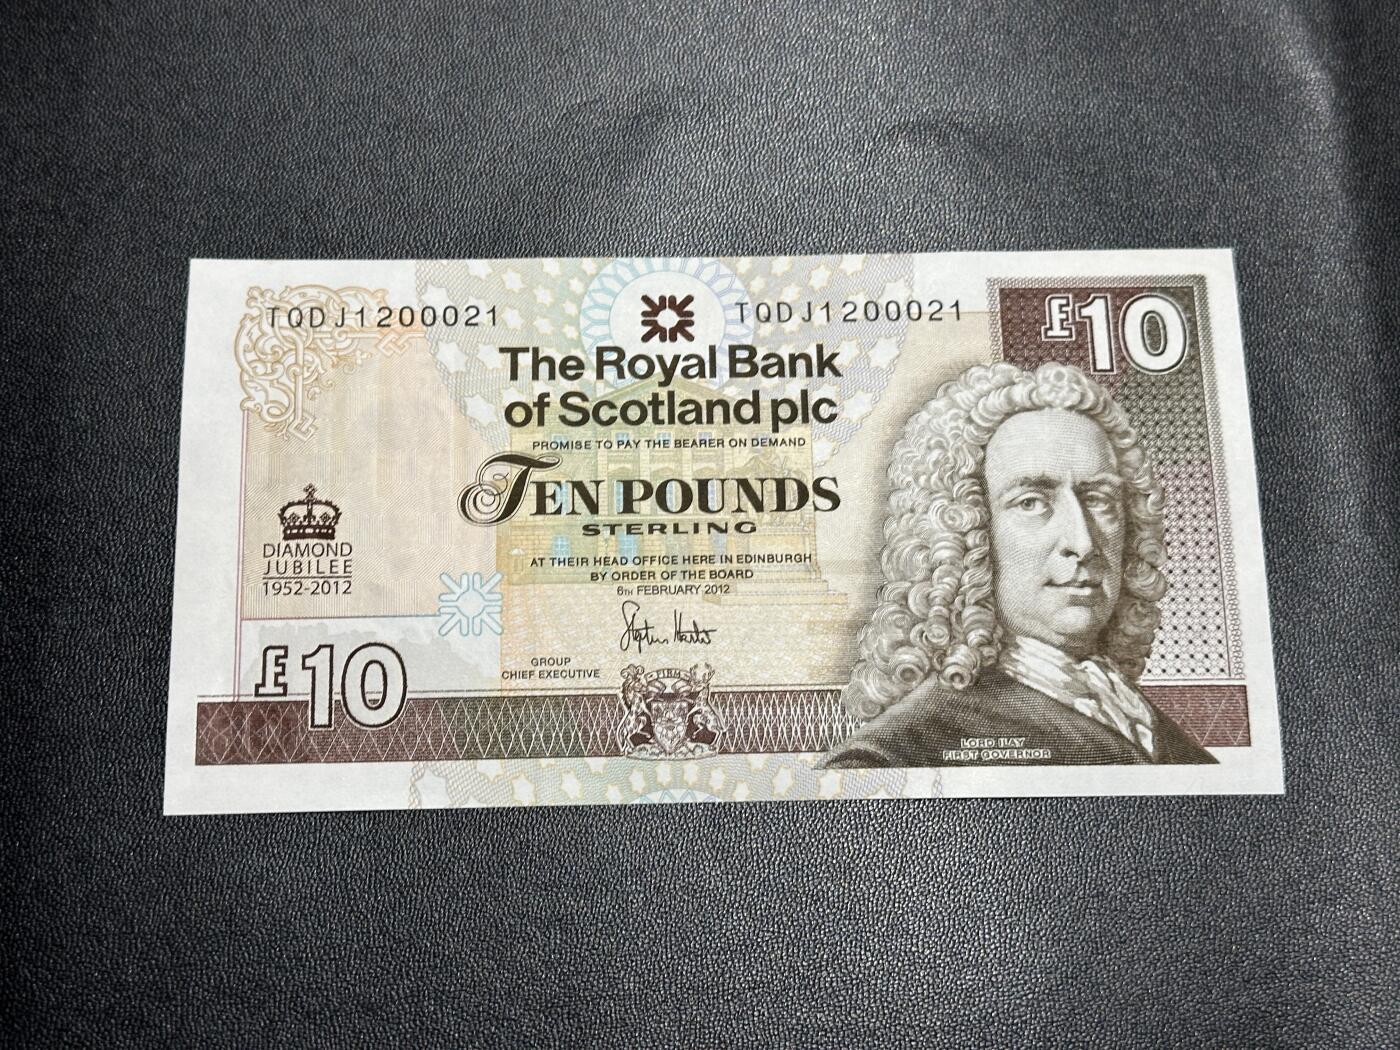 TQDJ1200021
TQDJ1200021
£10
The Royal Bank
of Scotland plc
PROMISE TO PAY THE BEARER ON DEMAND
TEN POUNDS
STERLING
AT THEIR HEAD OFFICE HERE IN EDINBURGH
BY ORDER OF THE BOARD
6TH FEBRUARY 2012
DIAMOND
JUBILEE
1952-2012
£10
GROUP
CHIEF EXECUTIVE
FIRM
LORD ILAY
FIRST GOVERNOR